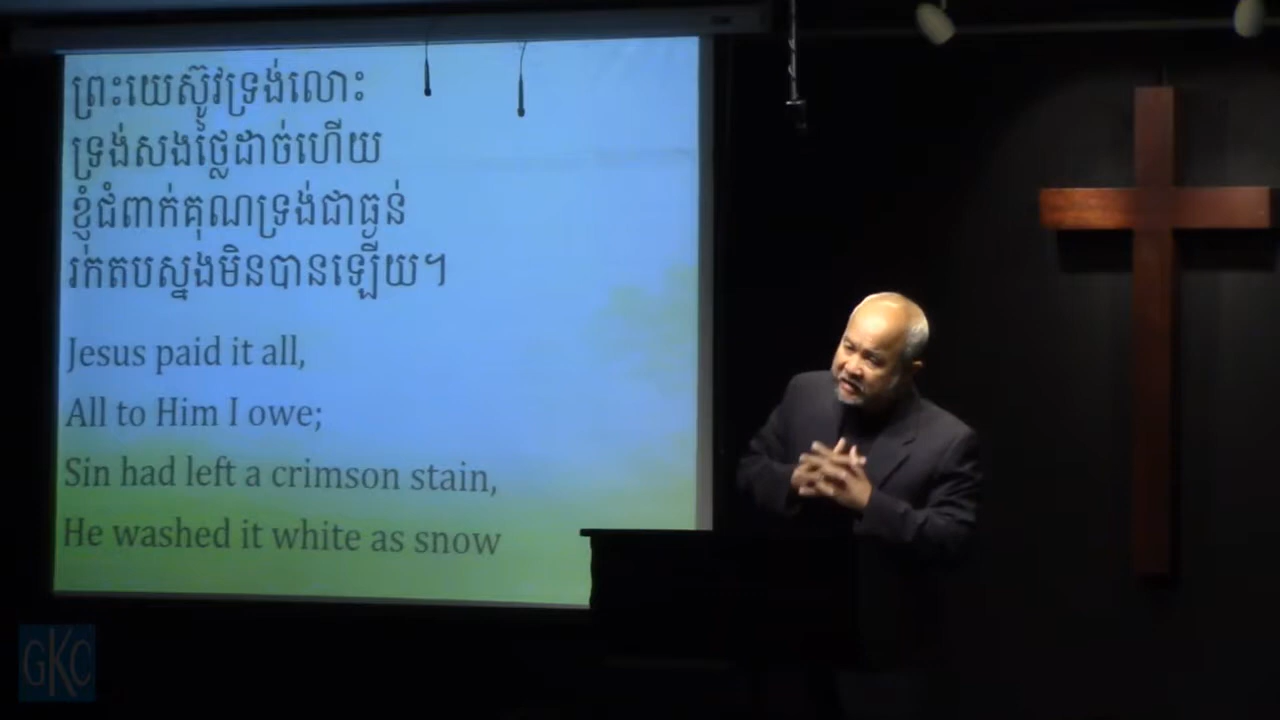 ព្រះយេស៊ូវទ្រង់លោះ
ទ្រង់សងថ្លៃដាច់ហើយ
ខ្ញុំជំពាក់គុណទ្រង់ជាធ្ងន់
រក់តបស្នងមិនបានឡើយ។
Jesus paid it all,
All to Him I owe;
Sin had left a crimson stain,
He washed it white as snow
GKC